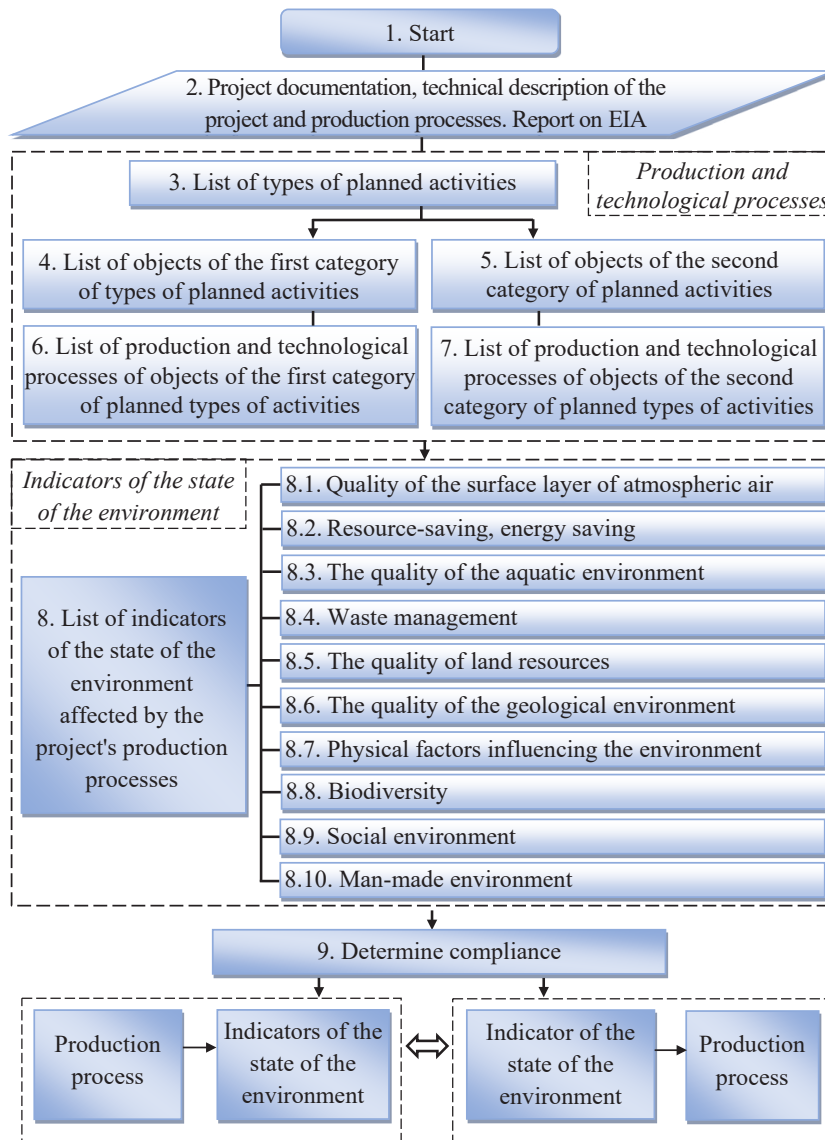 1. Start
2. Project documentation, technical description of the
project and production processes. Report on EIA
Production and
technological processes
3. List of types of planned activities
4. List of objects of the first category
of types of planned activities
5. List of objects of the second
category of planned activities
6. List of production and technological
processes of objects of the first category
of planned types of activities
7. List of production and technological
processes of objects of the second
category of planned types of activities
Indicators of the state
of the environment
8. List of indicators
of the state of the
environment
affected by the
project's production
processes
8.1. Quality of the surface layer of atmospheric air
8.2. Resource-saving, energy saving
8.3. The quality of the aquatic environment
8.4. Waste management
8.5. The quality of land resources
8.6. The quality of the geological environment
8.7. Physical factors influencing the environment
8.8. Biodiversity
8.9. Social environment
8.10. Man-made environment
9. Determine compliance
Production
process
Indicators of the
state of the
environment
Indicator of the
state of the
environment
Production
process